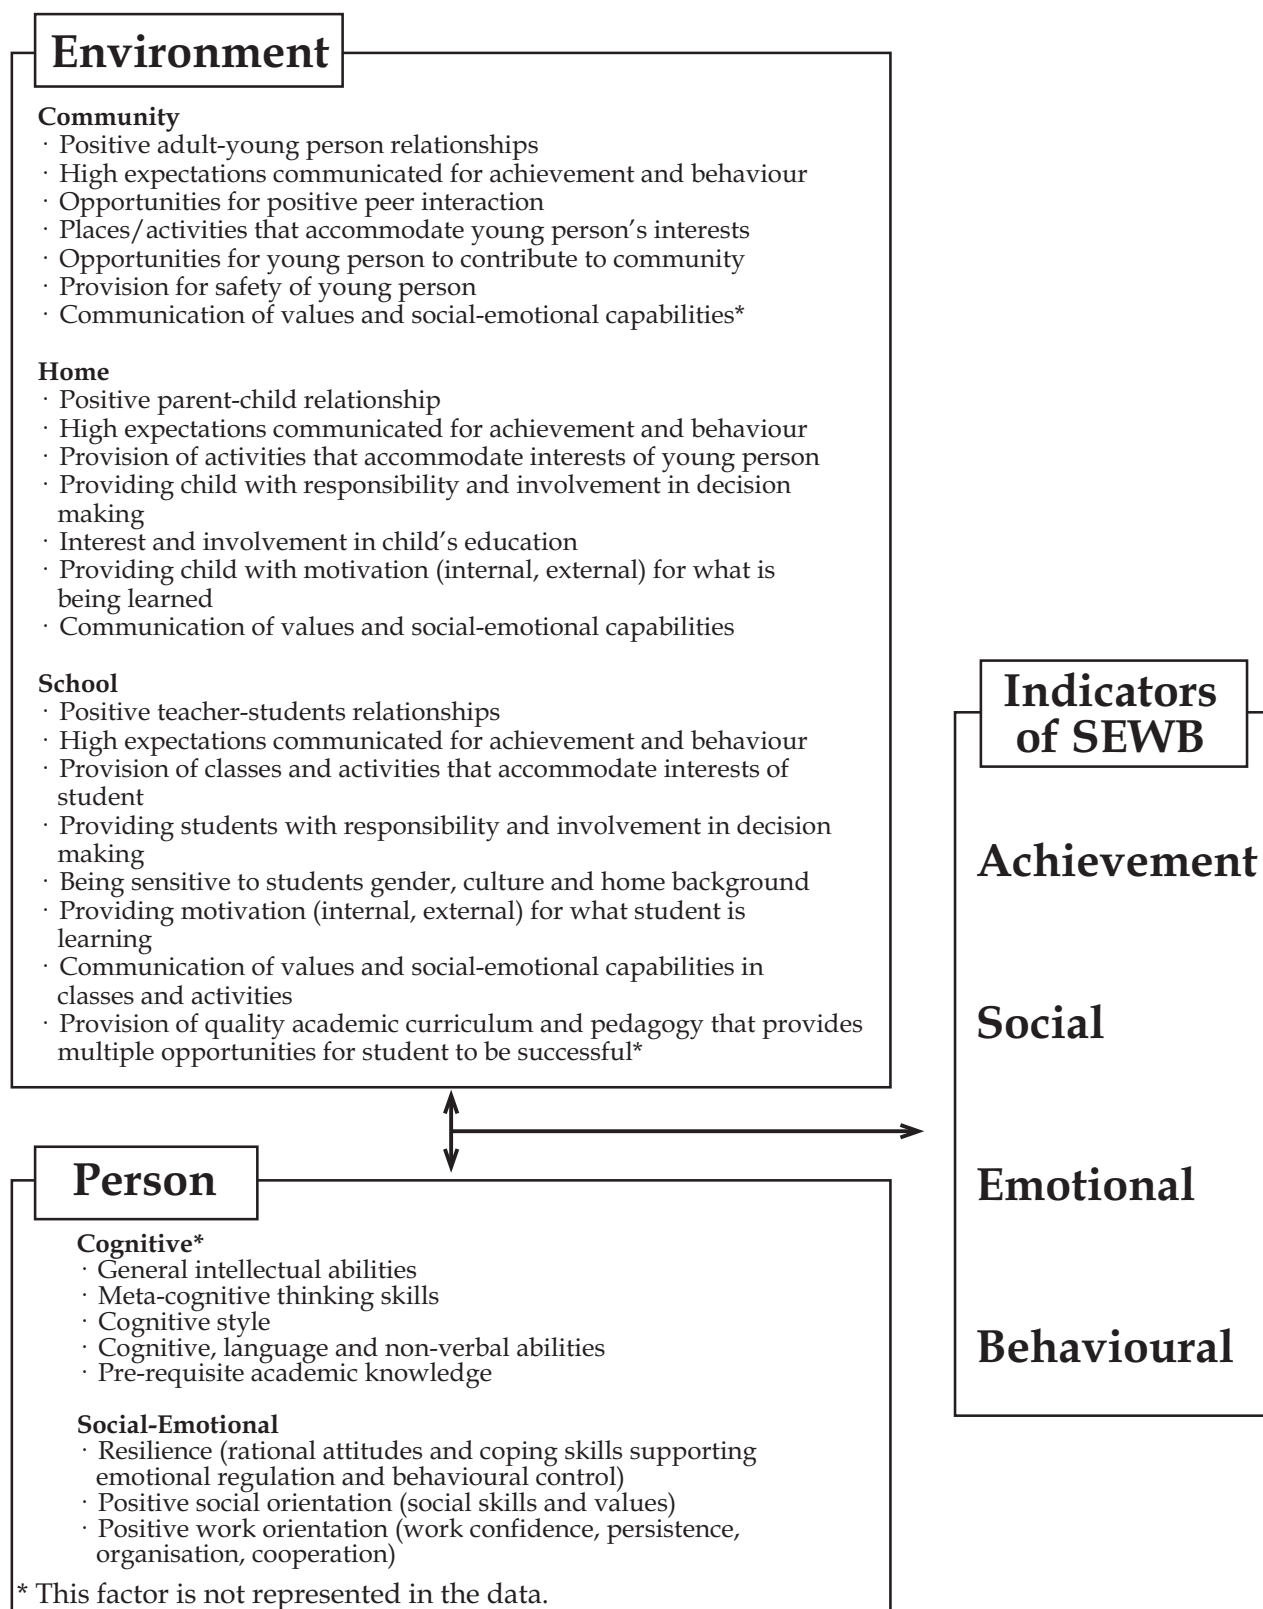 Environment
Community
· Positive adult-young person relationships
· High expectations communicated for achievement and behaviour
· Opportunities for positive peer interaction
· Places/activities that accommodate young person’s interests
· Opportunities for young person to contribute to community
· Provision for safety of young person
· Communication of values and social-emotional capabilities*
Home
· Positive parent-child relationship
· High expectations communicated for achievement and behaviour
· Provision of activities that accommodate interests of young person
· Providing child with responsibility and involvement in decision
making
· Interest and involvement in child’s education
· Providing child with motivation (internal, external) for what is
being learned
· Communication of values and social-emotional capabilities
School
· Positive teacher-students relationships
· High expectations communicated for achievement and behaviour
· Provision of classes and activities that accommodate interests of
student
· Providing students with responsibility and involvement in decision
making
· Being sensitive to students gender, culture and home background
· Providing motivation (internal, external) for what student is
learning
· Communication of values and social-emotional capabilities in
classes and activities
· Provision of quality academic curriculum and pedagogy that provides
multiple opportunities for student to be successful*
Person
Cognitive*
· General intellectual abilities
· Meta-cognitive thinking skills
· Cognitive style
· Cognitive, language and non-verbal abilities
· Pre-requisite academic knowledge
Social-Emotional
· Resilience (rational attitudes and coping skills supporting
emotional regulation and behavioural control)
· Positive social orientation (social skills and values)
· Positive work orientation (work confidence, persistence,
organisation, cooperation)
* This factor is not represented in the data.
Indicators
of SEWB
Achievement
Social
Emotional
Behavioural